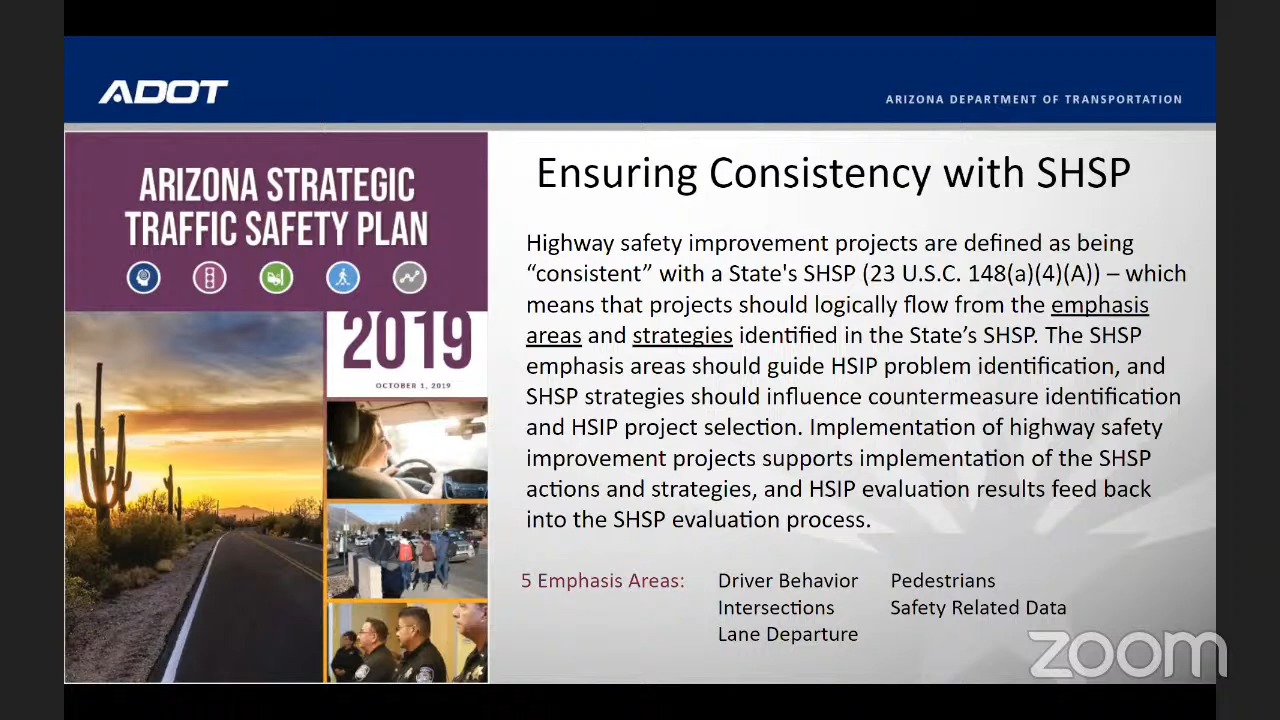 ADOT
ARIZONA DEPARTMENT OF TRANSPORTATION
ARIZONA STRATEGIC
TRAFFIC SAFETY PLAN
2019
OCTOBER 1, 2019
Ensuring Consistency with SHSP
Highway safety improvement projects are defined as being
“consistent” with a State's SHSP (23 U.S.C. 148(a)(4)(A)) – which
means that projects should logically flow from the emphasis
areas and strategies identified in the State’s SHSP. The SHSP
emphasis areas should guide HSIP problem identification, and
SHSP strategies should influence countermeasure identification
and HSIP project selection. Implementation of highway safety
improvement projects supports implementation of the SHSP
actions and strategies, and HSIP evaluation results feed back
into the SHSP evaluation process.
5 Emphasis Areas:
Driver Behavior
Intersections
Lane Departure
Pedestrians
Safety Related Data
zoom